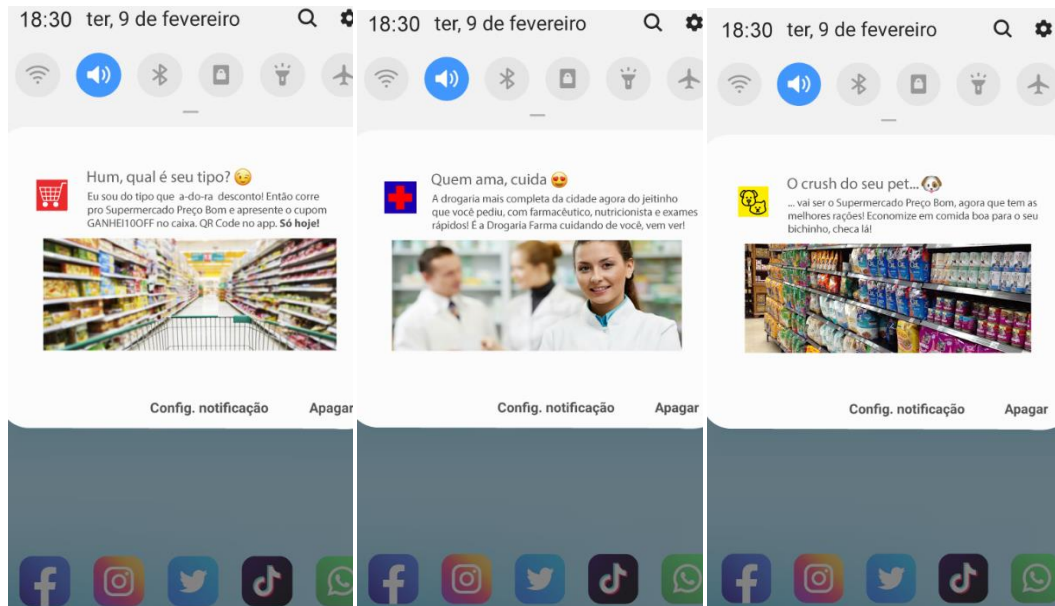 18:30 ter, 9 de fevereiro
Hum, qual é seu tipo? 😉
Eu sou do tipo que a-do-ra desconto! Então corre
pro Supermercado Preço Bom e apresente o cupom
GANHEI10OFF no caixa. QR Code no app. Só hoje!
Config. notificação Apagar
18:30 ter, 9 de fevereiro
Quem ama, cuida 😍
A drogaria mais completa da cidade agora do jeitinho
que você pediu, com farmacêutico, nutricionista e exames
rápidos! É a Drogaria Farma cuidando de você, vem ver!
Config. notificação Apagar
18:30 ter, 9 de fevereiro
O crush do seu pet... 🐶
... vai ser o Supermercado Preço Bom, agora que tem as
melhores rações! Economize em comida boa para o seu
bichinho, checa lá!
Config. notificação Apagar